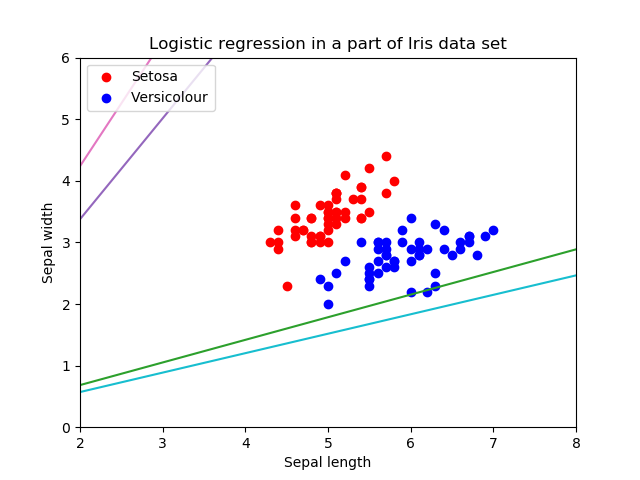 Logistic regression in a part of Iris data set
Setosa
Versicolour
Sepal width
6
5
4
3
2
1
0
2 3 4 5 6 7 8
Sepal length